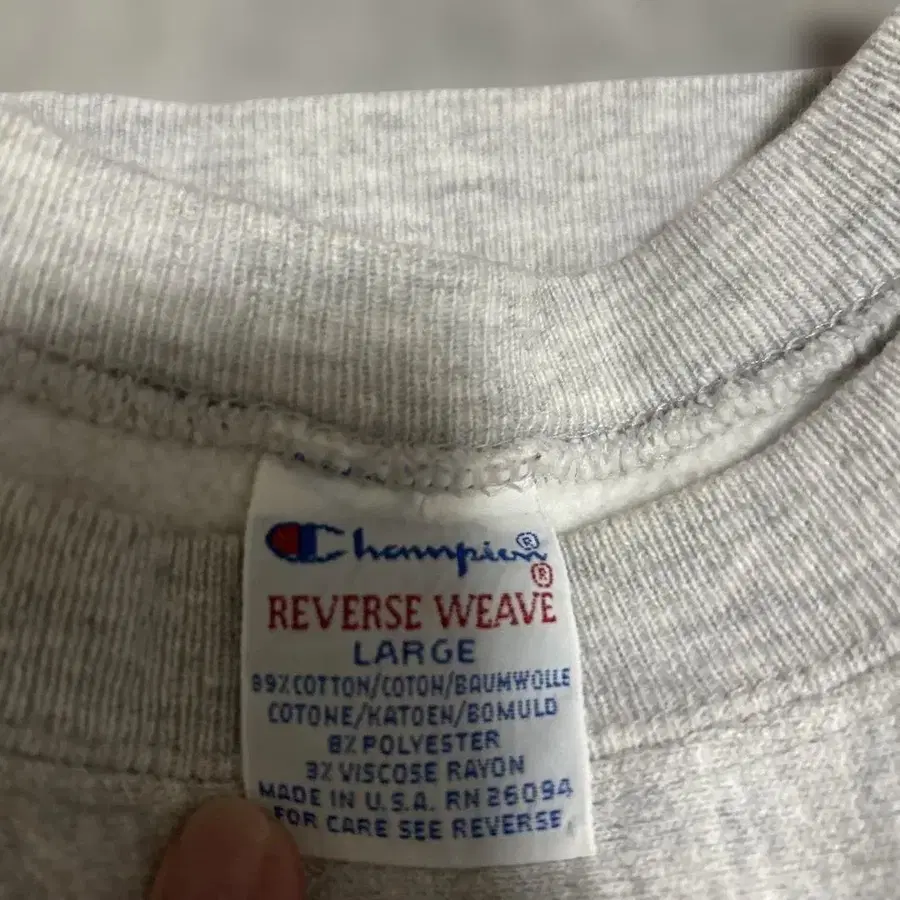 Champion®
®
REVERSE WEAVE
LARGE
89% COTTON/COTON/BAUMWOLLE
COTONE/KATOEN/BOMULD
8% POLYESTER
3% VISCOSE RAYON
MADE IN U.S.A. RN 26094
FOR CARE SEE REVERSE